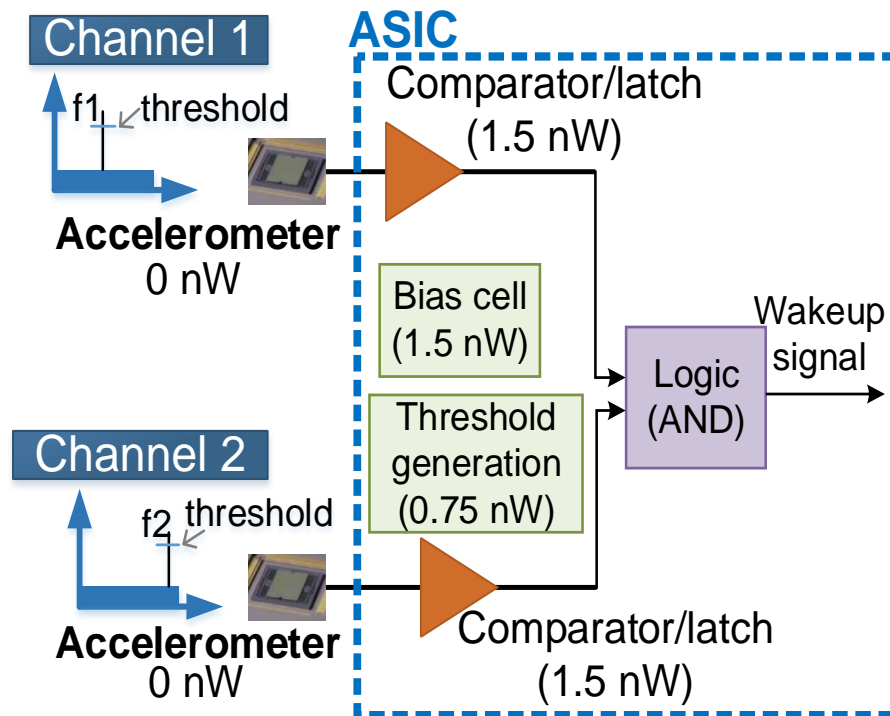 Channel 1
ASIC
f1
threshold
Comparator/latch
(1.5 nW)
Accelerometer
0 nW
Bias cell
(1.5 nW)
Wakeup
signal
Logic
(AND)
Threshold
generation
(0.75 nW)
Channel 2
f2
threshold
Accelerometer
0 nW
Comparator/latch
(1.5 nW)